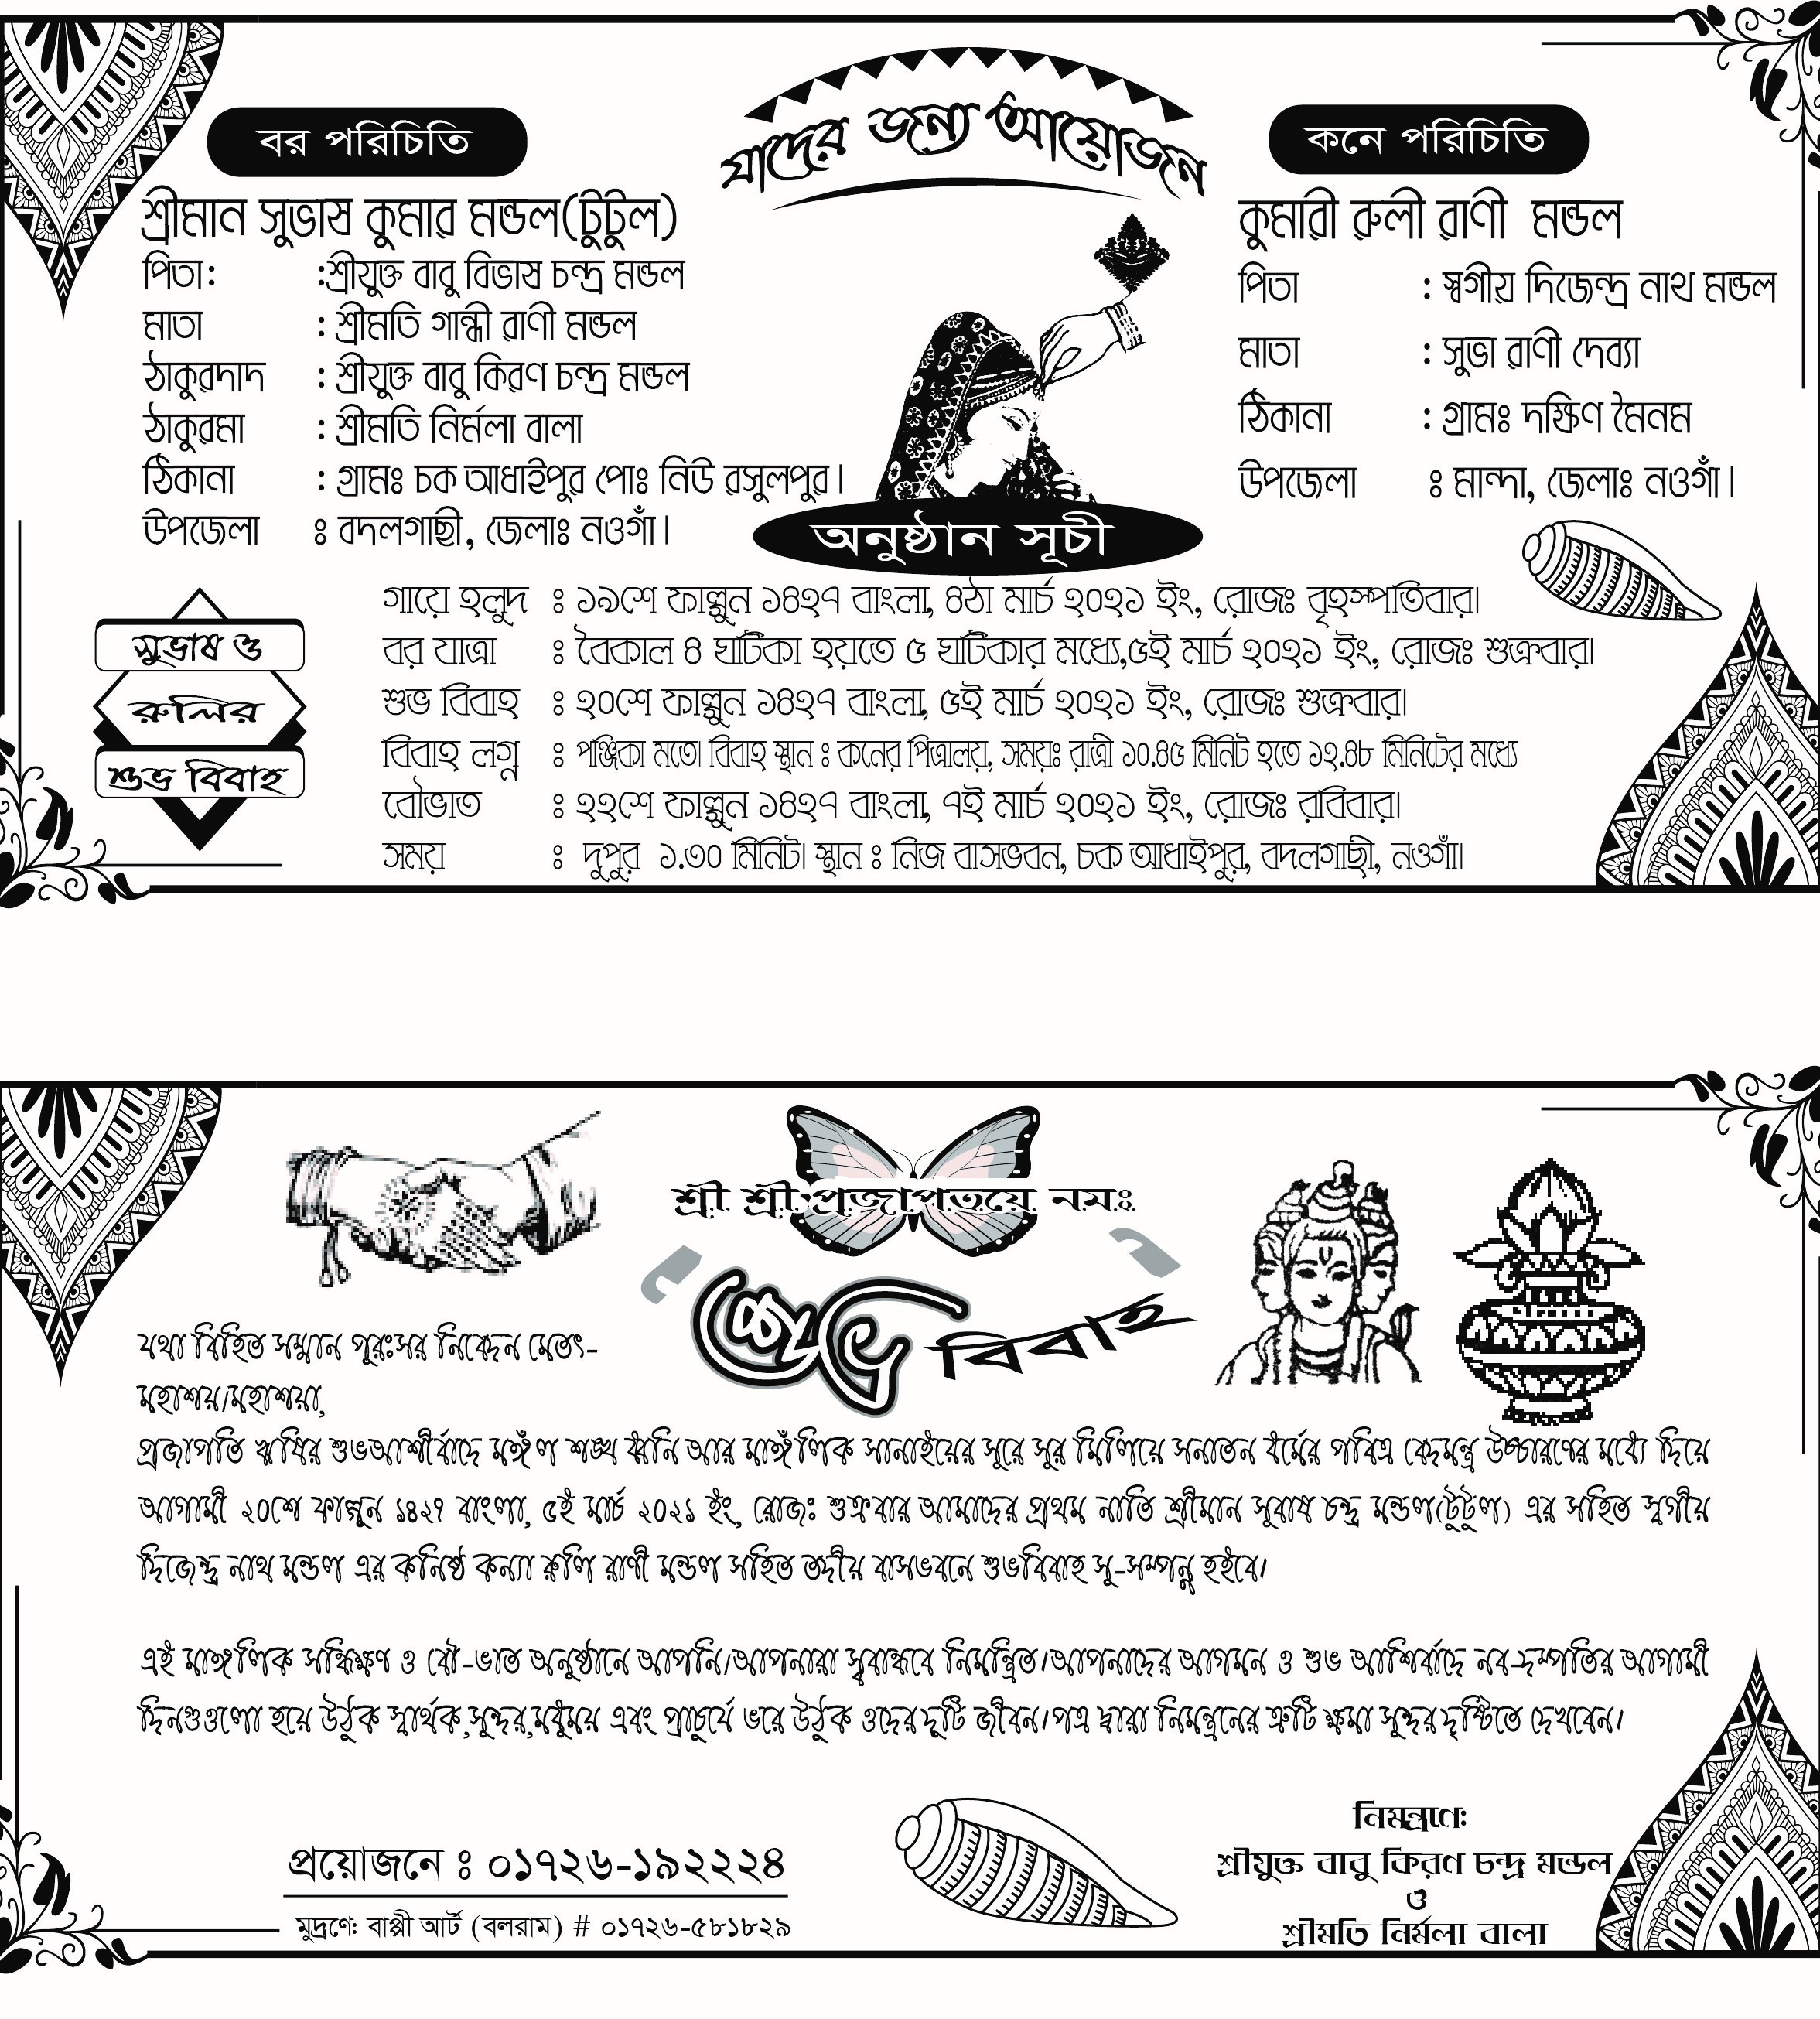 যাদের জন্য আয়োজন
বর পরিচিতি
শ্রীমান সুভাষ কুমার মন্ডল(টুটুল)
পিতা: :শ্রীযুক্ত বাবু বিভাষ চন্দ্র মন্ডল
মাতা : শ্রীমতি গান্ধী রাণী মন্ডল
ঠাকুরদাদ : শ্রীযুক্ত বাবু কিরণ চন্দ্র মন্ডল
ঠাকুরমা : শ্রীমতি নির্মলা বালা
ঠিকানা : গ্রামঃ চক আধাইপুর পোঃ নিউ রসুলপুর।
উপজেলা ঃ বদলগাছী, জেলাঃ নওগাঁ।
কনে পরিচিতি
কুমারী রুলী রাণী মন্ডল
পিতা : স্বর্গীয় দিজেন্দ্র নাথ মন্ডল
মাতা : সুভা রাণী দেব্যা
ঠিকানা : গ্রামঃ দক্ষিণ মৈনম
উপজেলা ঃ মান্দা, জেলাঃ নওগাঁ।
অনুষ্ঠান সূচী
সুভাষ ও
রুলির
শুভ বিবাহ
গায়ে হলুদ ঃ ১৯শে ফাল্গুন ১৪২৭ বাংলা, ৪ঠা মার্চ ২০২১ ইং, রোজঃ বৃহস্পতিবার।
বর যাত্রা ঃ বৈকাল ৪ ঘটিকা হয়তে ৫ ঘটিকার মধ্যে,৫ই মার্চ ২০২১ ইং, রোজঃ শুক্রবার।
শুভ বিবাহ ঃ ২০শে ফাল্গুন ১৪২৭ বাংলা, ৫ই মার্চ ২০২১ ইং, রোজঃ শুক্রবার।
বিবাহ লগ্ন ঃ পঞ্জিকা মতে। বিবাহ স্থান ঃ কনের পিত্রালয়, সময়ঃ রাত্রী ১০.৪৫ মিনিট হতে ১২.৪৮ মিনিটের মধ্যে
বৌভাত ঃ ২২শে ফাল্গুন ১৪২৭ বাংলা, ৭ই মার্চ ২০২১ ইং, রোজঃ রবিবার।
সময় ঃ দুপুর ১.৩০ মিনিট। স্থান ঃ নিজ বাসভবন, চক আধাইপুর, বদলগাছী, নওগাঁ।
শ্রী শ্রী প্রজাপতয়ে নমঃ
শুভ বিবাহ
যথা বিহিত সম্মান পুরঃসর নিবেদন মেতৎ-
মহাশয়/মহাশয়া,
প্রজাপতি ঋষির শুভআশীর্বাদে মঙ্গঁল শঙ্খ ধ্বনি আর মাঙ্গঁলিক সানাইয়ের সুরে সুর মিলিয়ে সনাতন ধর্মের পবিত্র বেদমন্ত্র উচ্চারণের মধ্যে দিয়ে
আগামী ২০শে ফাল্গুন ১৪২৭ বাংলা, ৫ই মার্চ ২০২১ ইং, রোজঃ শুক্রবার আমাদের প্রথম নাতি শ্রীমান সুবাষ চন্দ্র মন্ডল(টুটুল) এর সহিত স্বর্গীয়
দিজেন্দ্র নাথ মন্ডল এর কনিষ্ঠ কন্যা রুলি রাণী মন্ডল সহিত তদীয় বাসভবনে শুভবিবাহ সু-সম্পন্ন হইবে।
এই মাঙ্গলিক সন্ধিক্ষণ ও বৌ-ভাত অনুষ্ঠানে আপনি/আপনারা স্বান্ধবে নিমন্ত্রিত।আপনাদের আগমন ও শুভ আশির্বাদে নব-দম্পতির আগামী
দিনগুওলো হয়ে উঠুক স্বার্থক,সুন্দর,মধুময় এবং প্রাচুর্যে ভরে উঠুক ওদের দুটি জীবন।পত্র দ্বারা নিমন্ত্রনের ত্রুটি ক্ষমা সুন্দর দৃষ্টিতে দেখবেন।
প্রয়োজনে ঃ ০১৭২৬-১৯২২২৪
মুদ্রণে: বাপ্পী আর্ট (বলরাম) # ০১৭২৬-৫৮১৮২৯
নিমন্ত্রণে:
শ্রীযুক্ত বাবু কিরণ চন্দ্র মন্ডল
ও
শ্রীমতি নির্মলা বালা